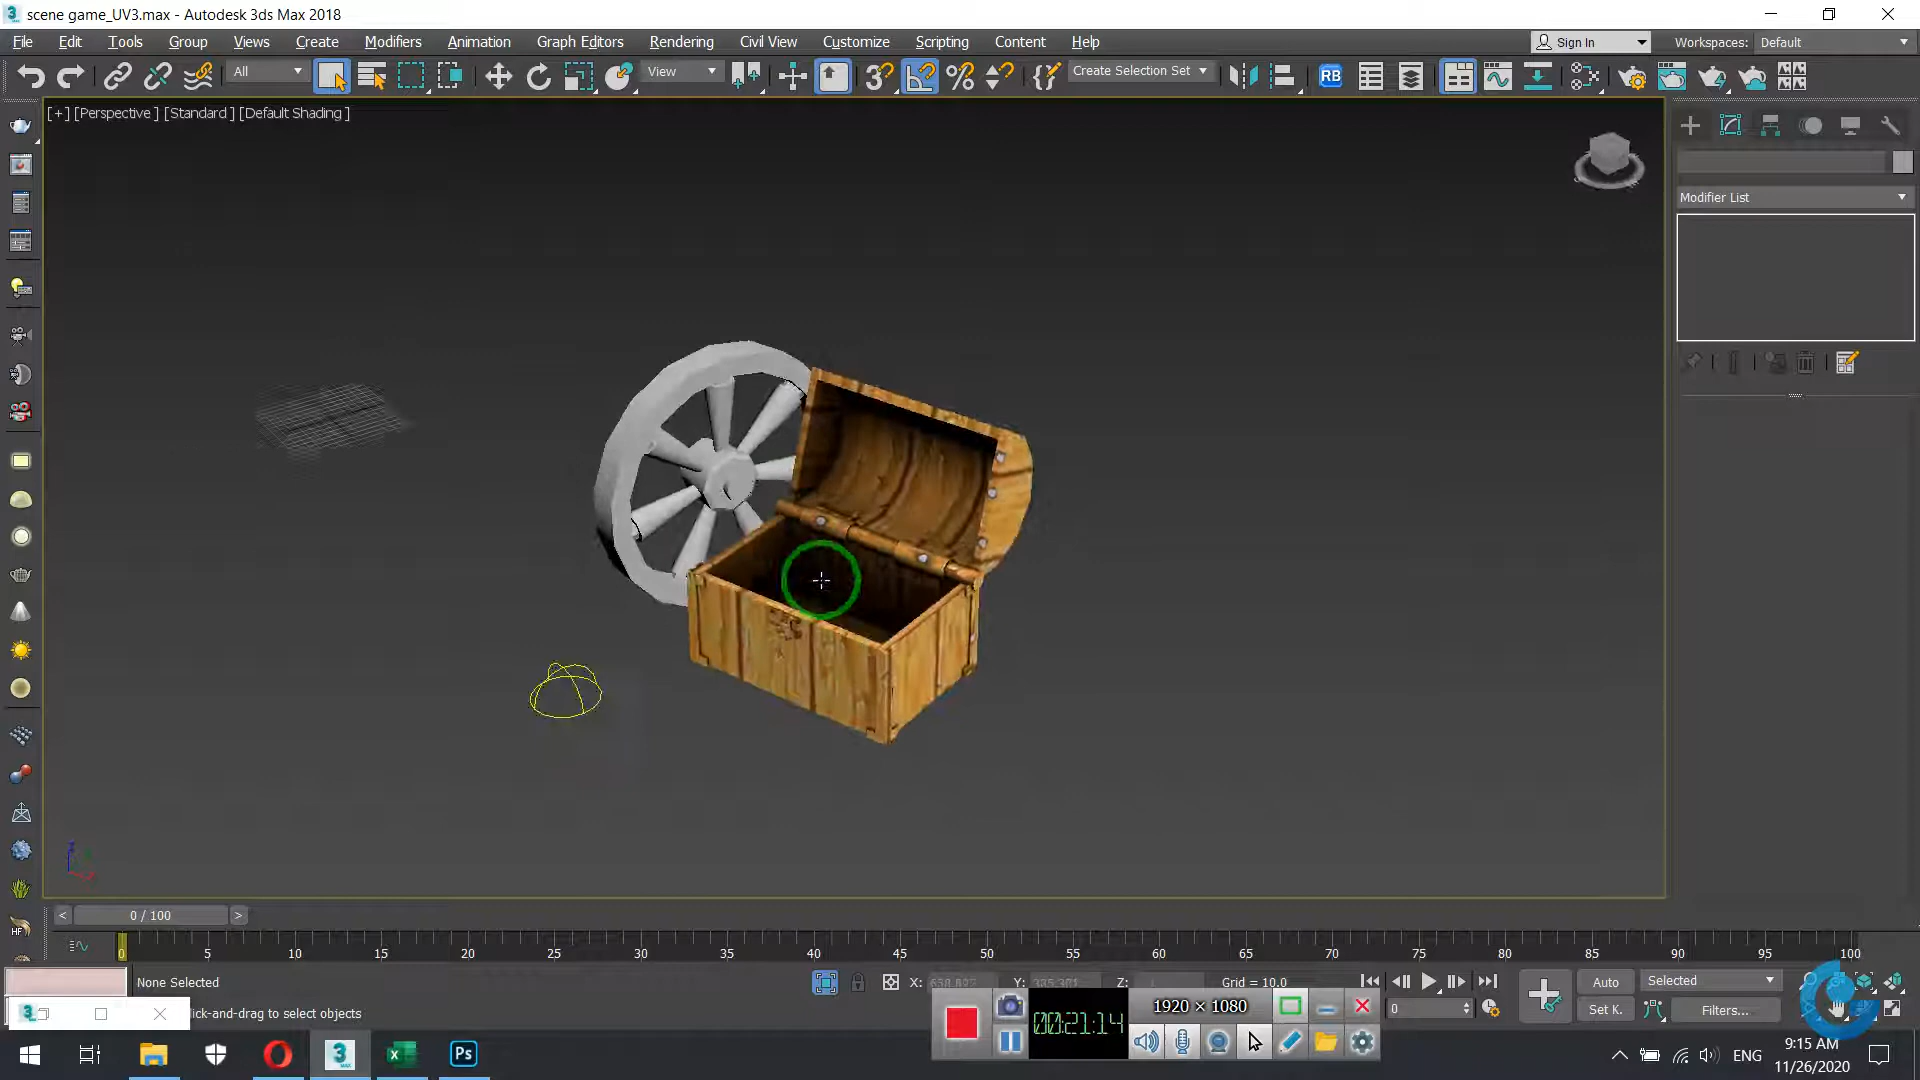 scene game_UV3.max - Autodesk 3ds Max 2018
File Edit Tools Group Views Create Modifiers Animation Graph Editors Rendering Civil View Customize Scripting Content Help
Sign In Workspaces: Default
All View Create Selection Set RB
[+] [Perspective ] [Standard ] [Default Shading ]
Modifier List
HF
< 0 / 100 >
0 5 10 15 20 25 30 35 40 45 50 55 60 65 70 75 80 85 90 95 100
None Selected X: Y: Z: Grid = 10.0 Auto Selected
lick-and-drag to select objects 0 Set K. Filters...
1920 × 1080
00:21:14
Ps ENG 9:15 AM
11/26/2020